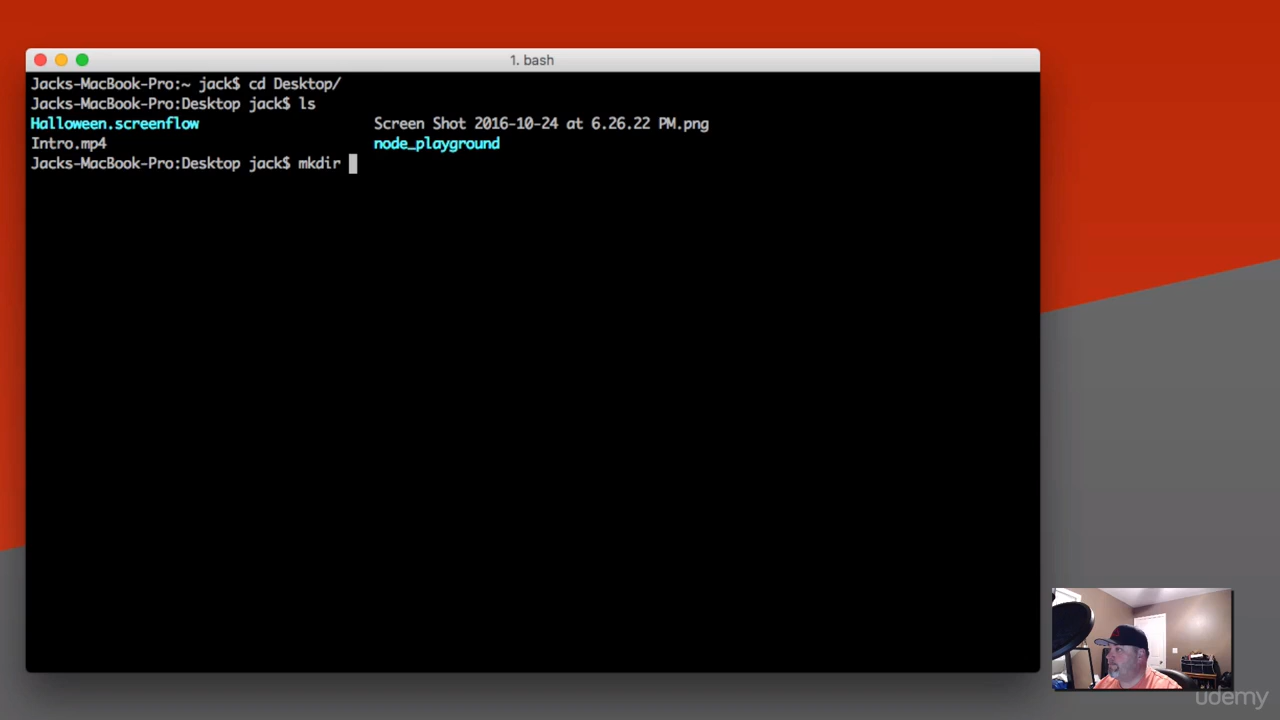 1. bash
Jacks-MacBook-Pro:~ jack$ cd Desktop/
Jacks-MacBook-Pro:Desktop jack$ ls
Halloween.screenflow Screen Shot 2016-10-24 at 6.26.22 PM.png
Intro.mp4 node_playground
Jacks-MacBook-Pro:Desktop jack$ mkdir
udemy